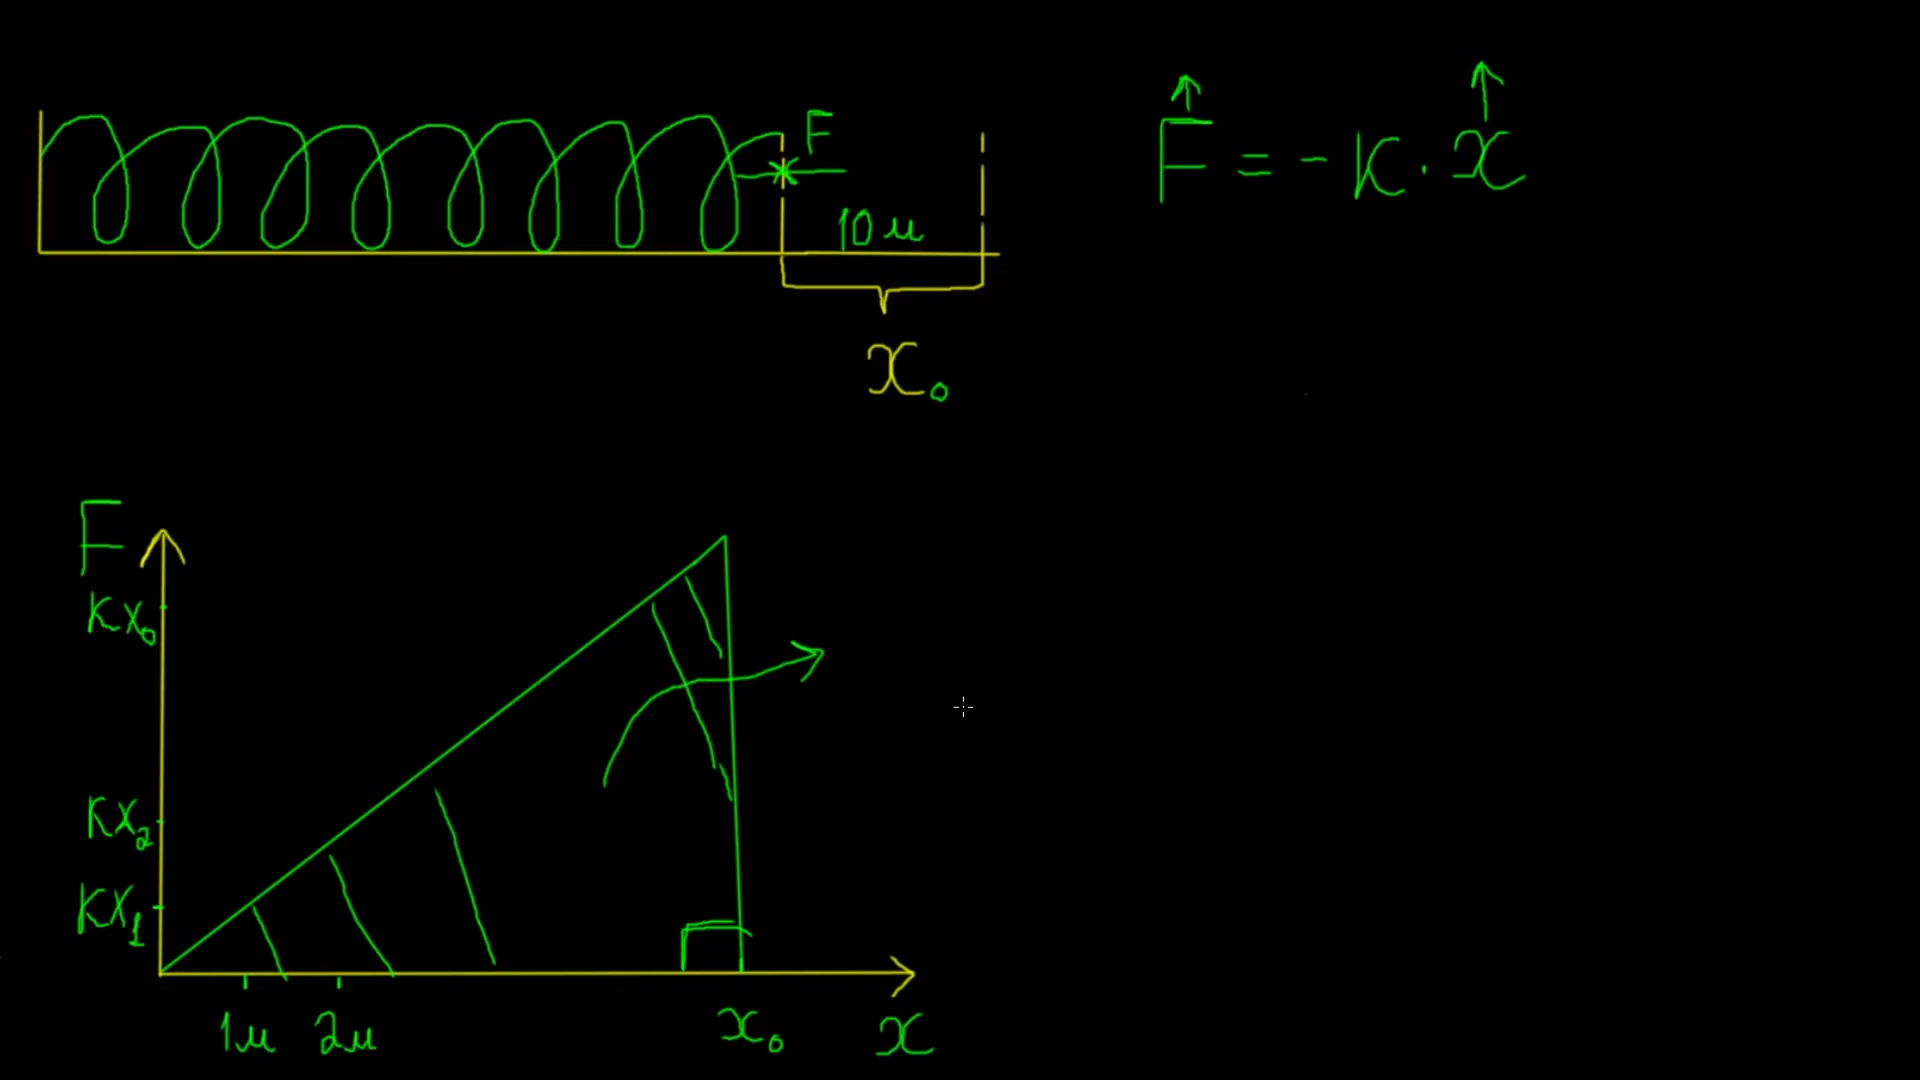 F
10 м
x₀
F = -K · x
F
Kx₀
Kx₂
Kx₁
1м 2м x₀ x